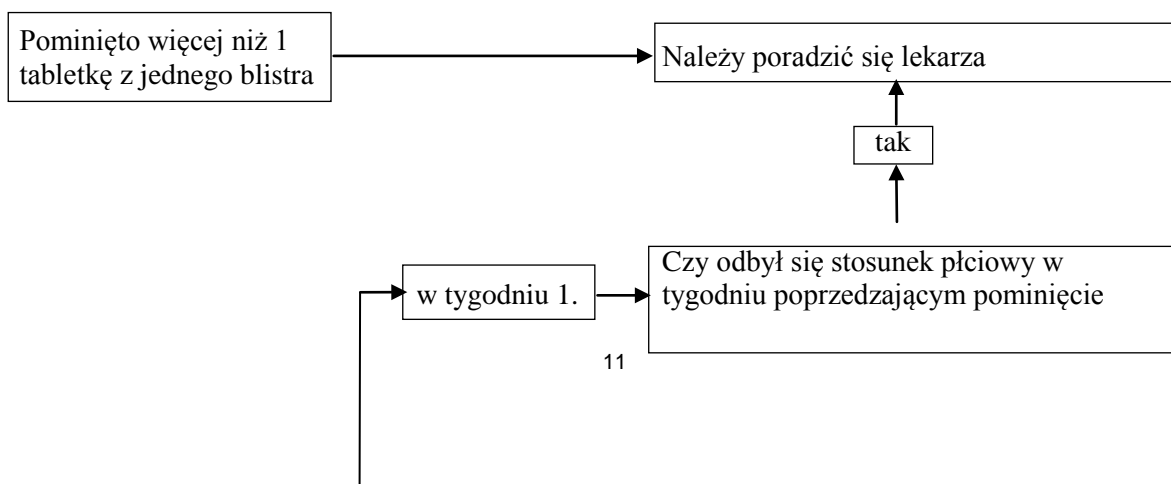 Pominięto więcej niż 1
tabletkę z jednego blistra
Należy poradzić się lekarza
tak
w tygodniu 1.
Czy odbył się stosunek płciowy w
tygodniu poprzedzającym pominięcie
11